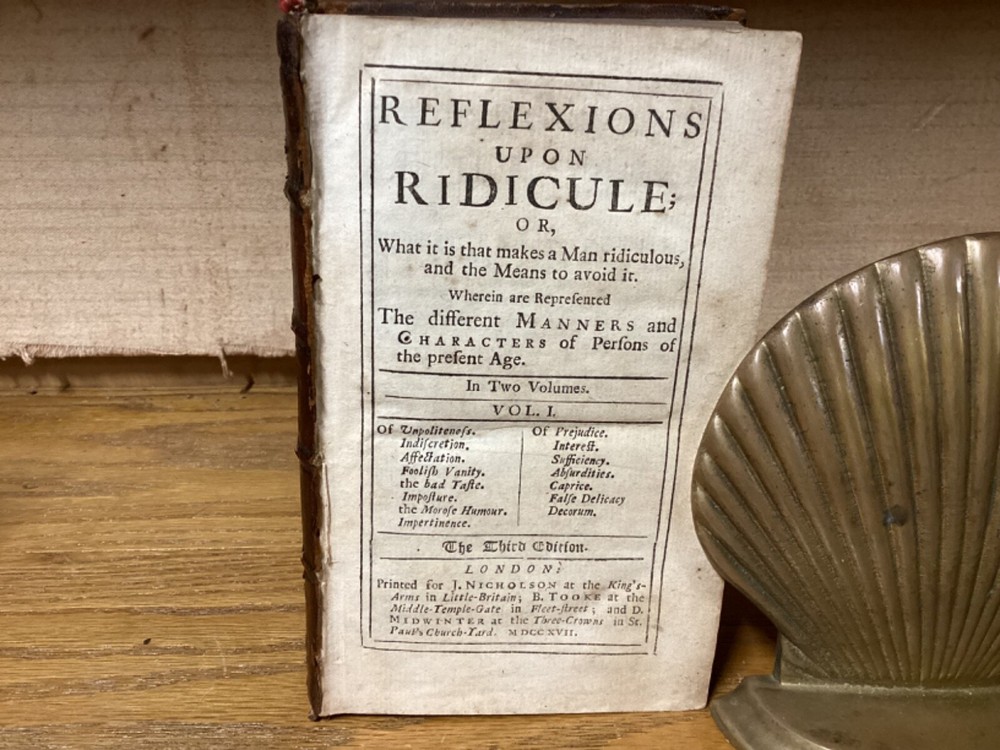 REFLEXIONS
UPON
RIDICULE;
OR,
What it is that makes a Man ridiculous,
and the Means to avoid it.
Wherein are Repreſented
The different MANNERS and
CHARACTERS of Perſons of
the preſent Age.
In Two Volumes.
VOL. I.
Of Unpoliteneſs.
Indiſcretion.
Affectation.
Fooliſh Vanity.
the bad Taſte.
Impoſture.
the Moroſe Humour.
Impertinence.
Of Prejudice.
Intereſt.
Sufficiency.
Abſurdities.
Caprice.
Falſe Delicacy
Decorum.
The Third Edition.
LONDON:
Printed for J. NICHOLSON at the King's-
Arms in Little-Britain; B. TOOKE at the
Middle-Temple-Gate in Fleet-ſtreet; and D.
MIDWINTER at the Three-Crowns in St.
Paul's Church-Yard. MDCCXVII.